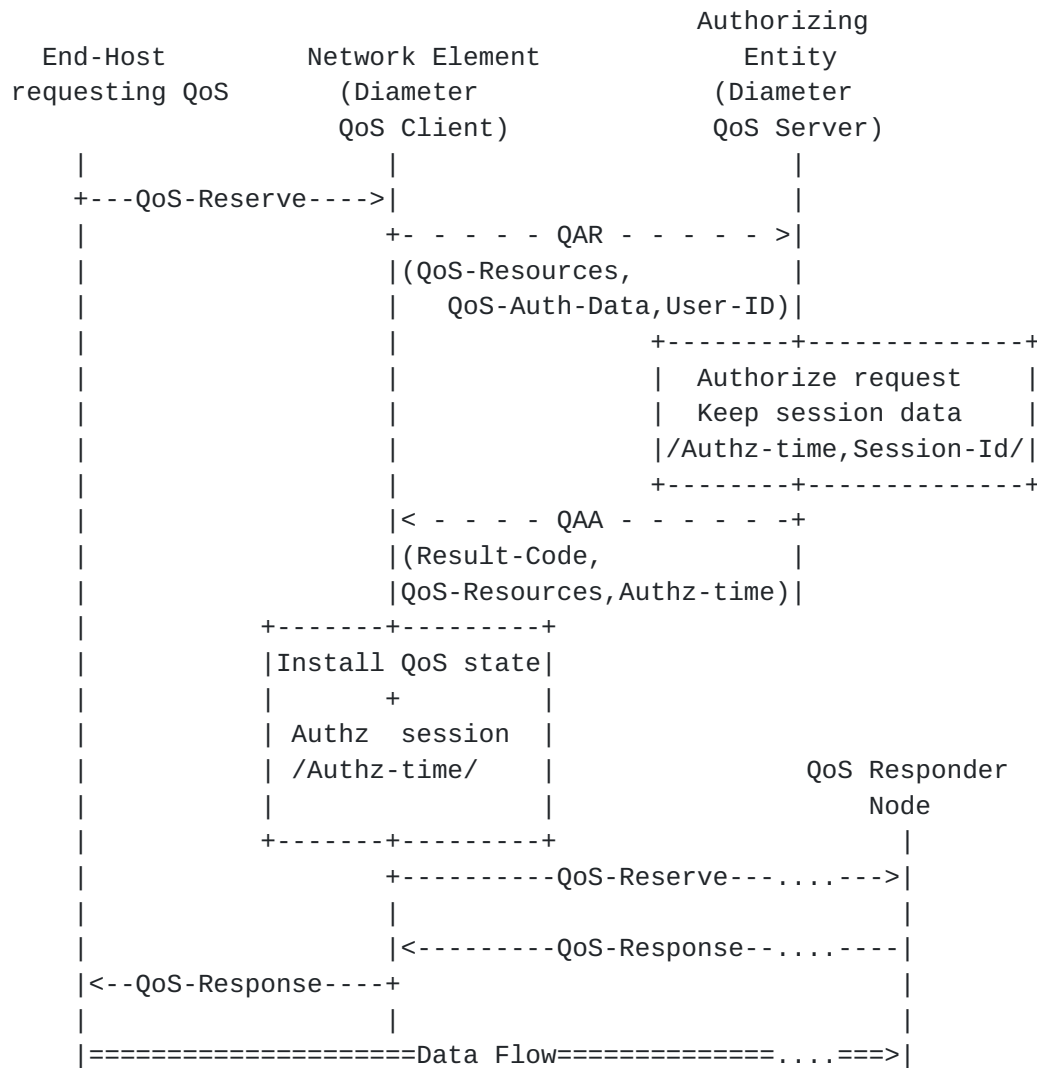 Authorizing
End-Host         Network Element             Entity
requesting QoS       (Diameter               (Diameter
QoS Client)             QoS Server)
+---QoS-Reserve---->|
+- - - - - QAR - - - - - >|
|(QoS-Resources,          |
|   QoS-Auth-Data,User-ID)|
+--------+--------------+
|  Authorize request    |
|  Keep session data    |
|/Authz-time,Session-Id/|
+--------+--------------+
|< - - - - QAA - - - - - -+
|(Result-Code,            |
|QoS-Resources,Authz-time)|
+-------+---------+
|Install QoS state|
|       +         |
| Authz  session  |
| /Authz-time/    |                QoS Responder
|                 |                    Node
+-------+---------+                      |
+----------QoS-Reserve---....--->|
|<---------QoS-Response--....----|
|<--QoS-Response----+
|=====================Data Flow==============....===>|